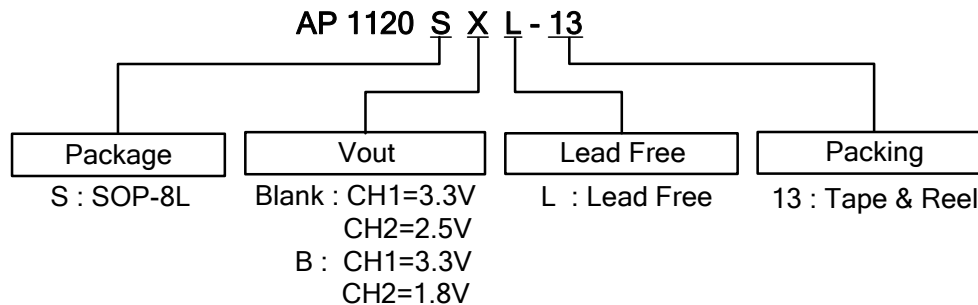 AP 1120 S X L - 13
Package
S : SOP-8L
Vout
Blank : CH1=3.3V
CH2=2.5V
B : CH1=3.3V
CH2=1.8V
Lead Free
L : Lead Free
Packing
13 : Tape & Reel